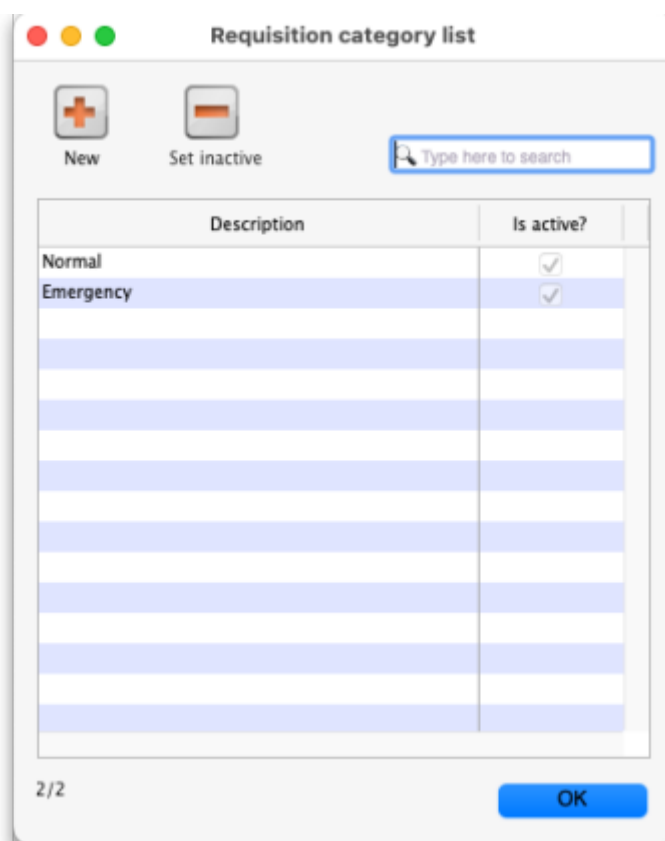 Requisition category list
New
Set inactive
Type here to search
Description
Is active?
Normal
Emergency
2/2
OK